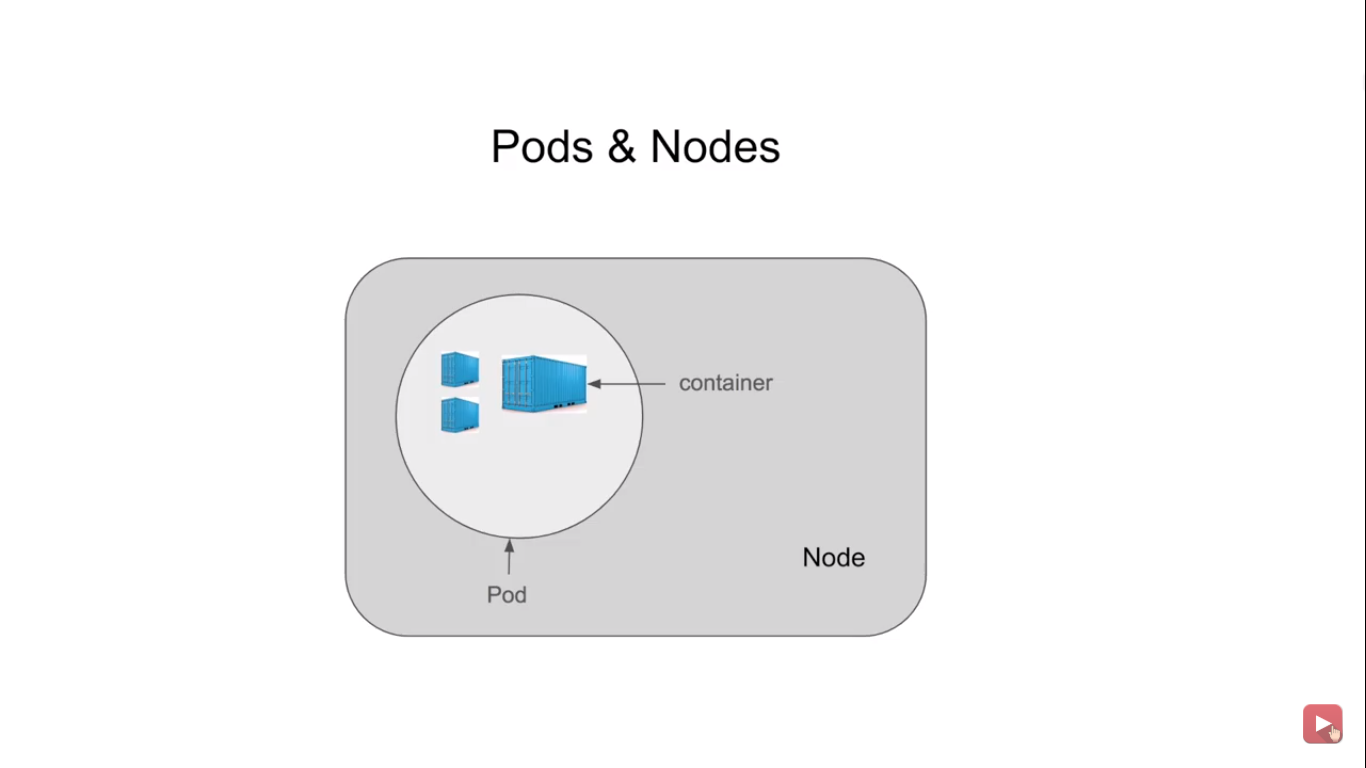 Pods & Nodes
container
Node
Pod